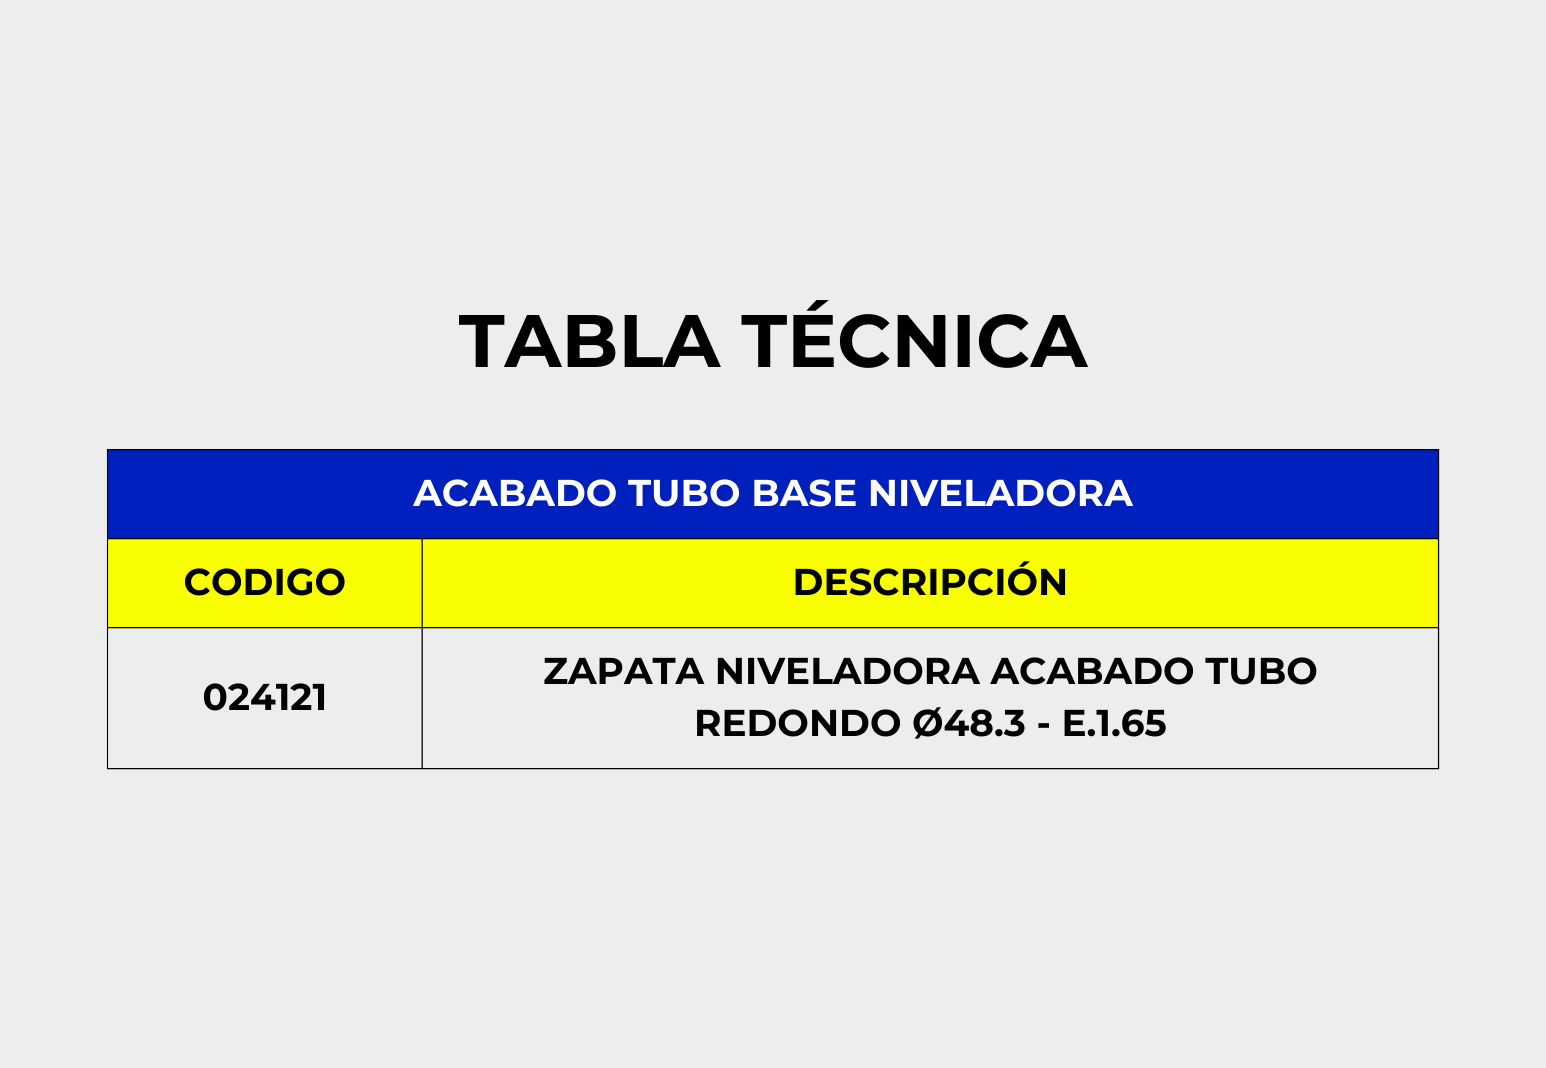 TABLA TÉCNICA
ACABADO TUBO BASE NIVELADORA
CODIGO
DESCRIPCIÓN
024121
ZAPATA NIVELADORA ACABADO TUBO
REDONDO Ø48.3 - E.1.65